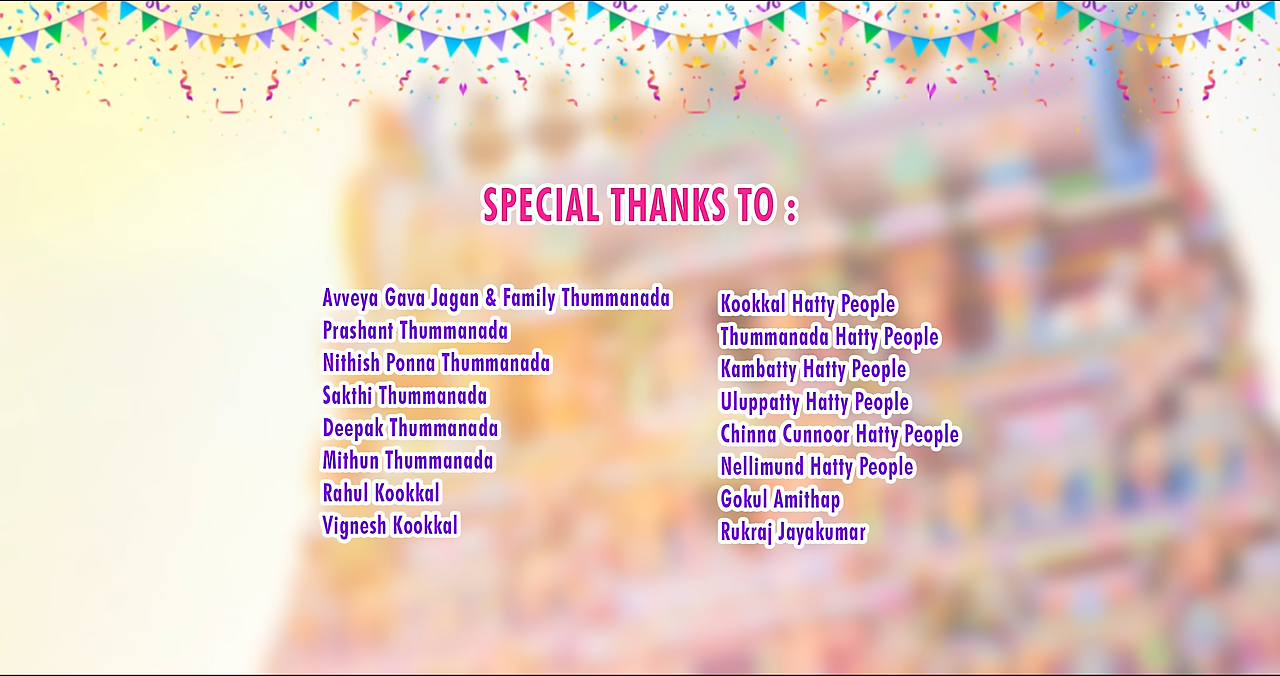 SPECIAL THANKS TO :
Avveya Gava Jagan & Family Thummanada
Prashant Thummanada
Nithish Ponna Thummanada
Sakthi Thummanada
Deepak Thummanada
Mithun Thummanada
Rahul Kookkal
Vignesh Kookkal
Kookkal Hatty People
Thummanada Hatty People
Kambatty Hatty People
Uluppatty Hatty People
Chinna Cunnoor Hatty People
Nellimund Hatty People
Gokul Amithap
Rukraj Jayakumar